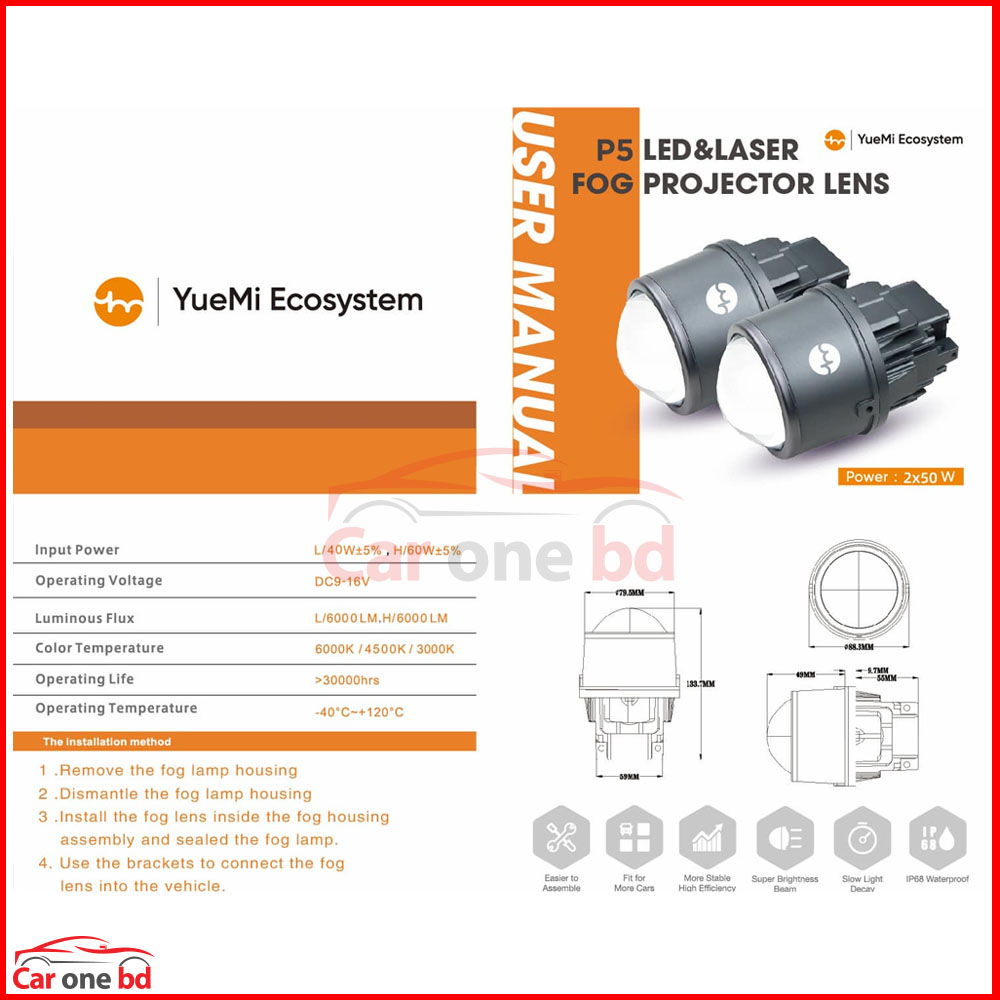 YueMi Ecosystem
USER MANUAL
P5 LED&LASER
FOG PROJECTOR LENS
YueMi Ecosystem
Power : 2x50 W
Car one bd
Input Power L/40W±5% , H/60W±5%
Operating Voltage DC9-16V
Luminous Flux L/6000LM,H/6000LM
Color Temperature 6000K / 4500K / 3000K
Operating Life >30000hrs
Operating Temperature -40°C~+120°C
The installation method
1 .Remove the fog lamp housing
2 .Dismantle the fog lamp housing
3 .Install the fog lens inside the fog housing
assembly and sealed the fog lamp.
4. Use the brackets to connect the fog
lens into the vehicle.
ø79.5MM
133.7MM
59MM
ø88.3MM
49MM
9.7MM
55MM
Easier to
Assemble
Fit for
More Cars
More Stable
High Efficiency
Super Brightness
Beam
Slow Light
Decay
IP
68
IP68 Waterproof
Car one bd